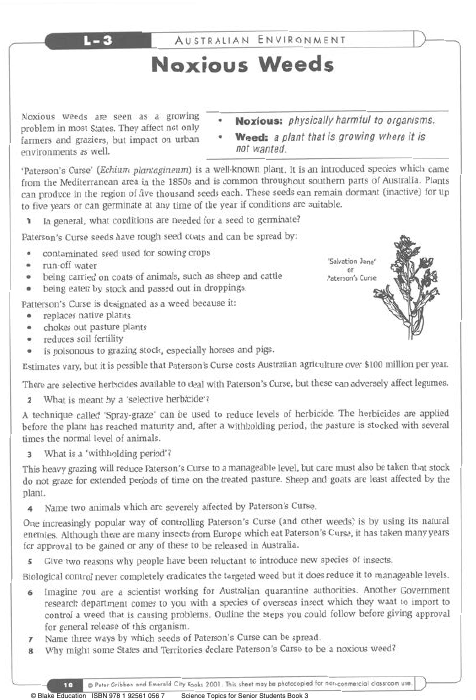 L-3
AUSTRALIAN ENVIRONMENT
Noxious Weeds
Noxious weeds are seen as a growing
problem in most States. They affect not only
farmers and graziers, but impact on urban
environments as well.
• Noxious: physically harmful to organisms.
• Weed: a plant that is growing where it is
not wanted.
'Paterson's Curse' (Echium plantagineum) is a well-known plant. It is an introduced species which came
from the Mediterranean area in the 1850s and is common throughout southern parts of Australia. Plants
can produce in the region of five thousand seeds each. These seeds can remain dormant (inactive) for up
to five years or can germinate at any time of the year if conditions are suitable.
1 In general, what conditions are needed for a seed to germinate?
Paterson's Curse seeds have rough seed coats and can be spread by:
• contaminated seed used for sowing crops
• run-off water
• being carried on coats of animals, such as sheep and cattle
• being eaten by stock and passed out in droppings.
'Salvation Jane'
or
Paterson's Curse
Patterson's Curse is designated as a weed because it:
• replaces native plants
• chokes out pasture plants
• reduces soil fertility
• is poisonous to grazing stock, especially horses and pigs.
Estimates vary, but it is possible that Paterson's Curse costs Australian agriculture over $100 million per year.
There are selective herbicides available to deal with Paterson's Curse, but these can adversely affect legumes.
2 What is meant by a 'selective herbicide'?
A technique called 'Spray-graze' can be used to reduce levels of herbicide. The herbicides are applied
before the plant has reached maturity and, after a withholding period, the pasture is stocked with several
times the normal level of animals.
3 What is a 'withholding period'?
This heavy grazing will reduce Paterson's Curse to a manageable level, but care must also be taken that stock
do not graze for extended periods of time on the treated pasture. Sheep and goats are least affected by the
plant.
4 Name two animals which are severely affected by Paterson's Curse.
One increasingly popular way of controlling Paterson's Curse (and other weeds) is by using its natural
enemies. Although there are many insects from Europe which eat Paterson's Curse, it has taken many years
for approval to be gained or any of these to be released in Australia.
5 Give two reasons why people have been reluctant to introduce new species of insects.
Biological control never completely eradicates the targeted weed but it does reduce it to manageable levels.
6 Imagine you are a scientist working for Australian quarantine authorities. Another Government
research department comes to you with a species of overseas insect which they want to import to
control a weed that is causing problems. Outline the steps you could follow before giving approval
for general release of this organism.
7 Name three ways by which seeds of Paterson's Curse can be spread.
8 Why might some States and Territories declare Paterson's Curse to be a noxious weed?
18 © Peter Gribben and Emerald City Books 2001. This sheet may be photocopied for non-commercial classroom use.
© Blake Education ISBN 978 1 92561 056 7 Science Topics for Senior Students Book 3